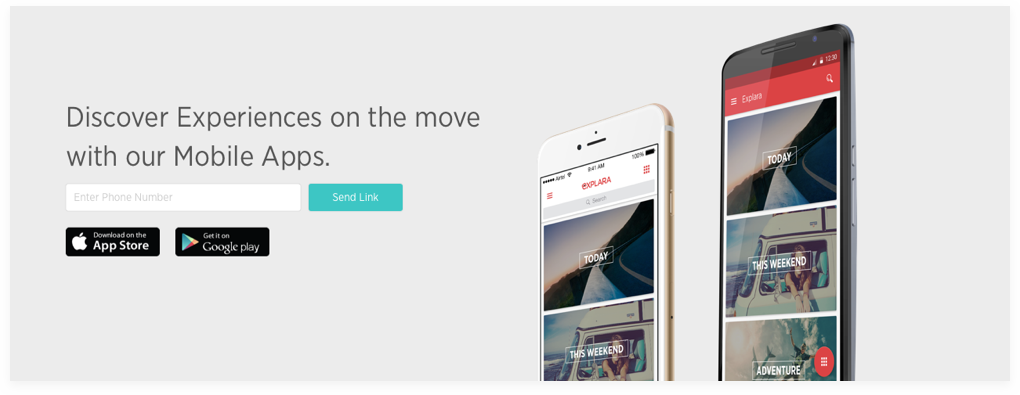 Discover Experiences on the move
with our Mobile Apps.
Enter Phone Number
Send Link
Download on the
App Store
Get it on
Google play
Airtel
9:41 AM
100%
EXPLARA
Search
TODAY
THIS WEEKEND
12:30
Explara
TODAY
THIS WEEKEND
ADVENTURE